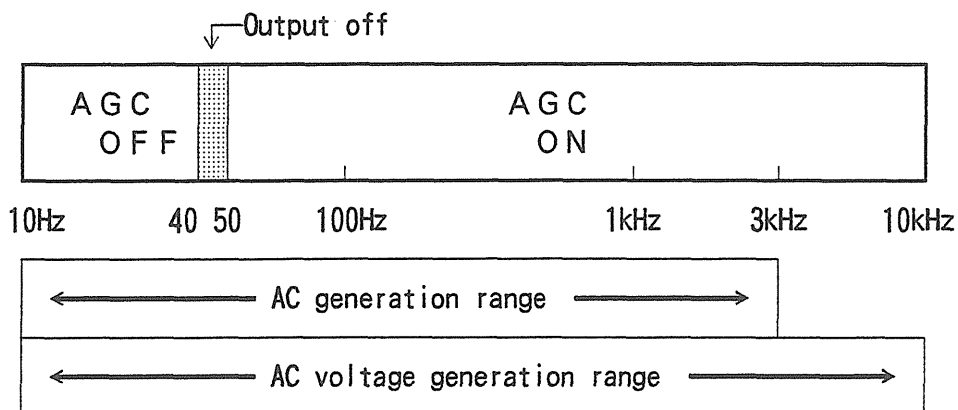 Output off
AGC
OFF
AGC
ON
10Hz 40 50 100Hz 1kHz 3kHz 10kHz
AC generation range
AC voltage generation range